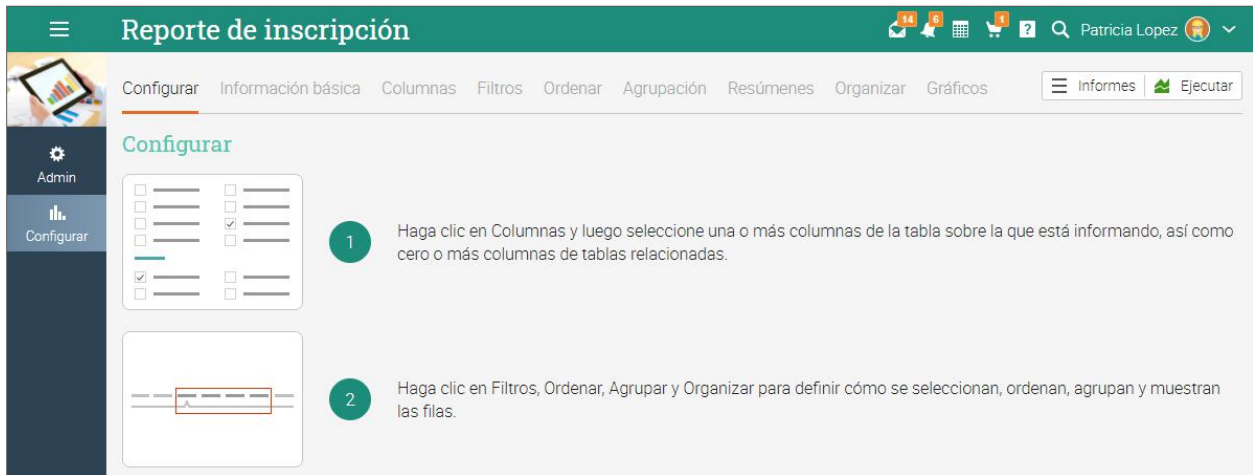 Reporte de inscripción
14
6
1
?
Patricia Lopez
Configurar Información básica Columnas Filtros Ordenar Agrupación Resúmenes Organizar Gráficos
Informes Ejecutar
Admin
Configurar
Configurar
1
Haga clic en Columnas y luego seleccione una o más columnas de la tabla sobre la que está informando, así como
cero o más columnas de tablas relacionadas.
2
Haga clic en Filtros, Ordenar, Agrupar y Organizar para definir cómo se seleccionan, ordenan, agrupan y muestran
las filas.